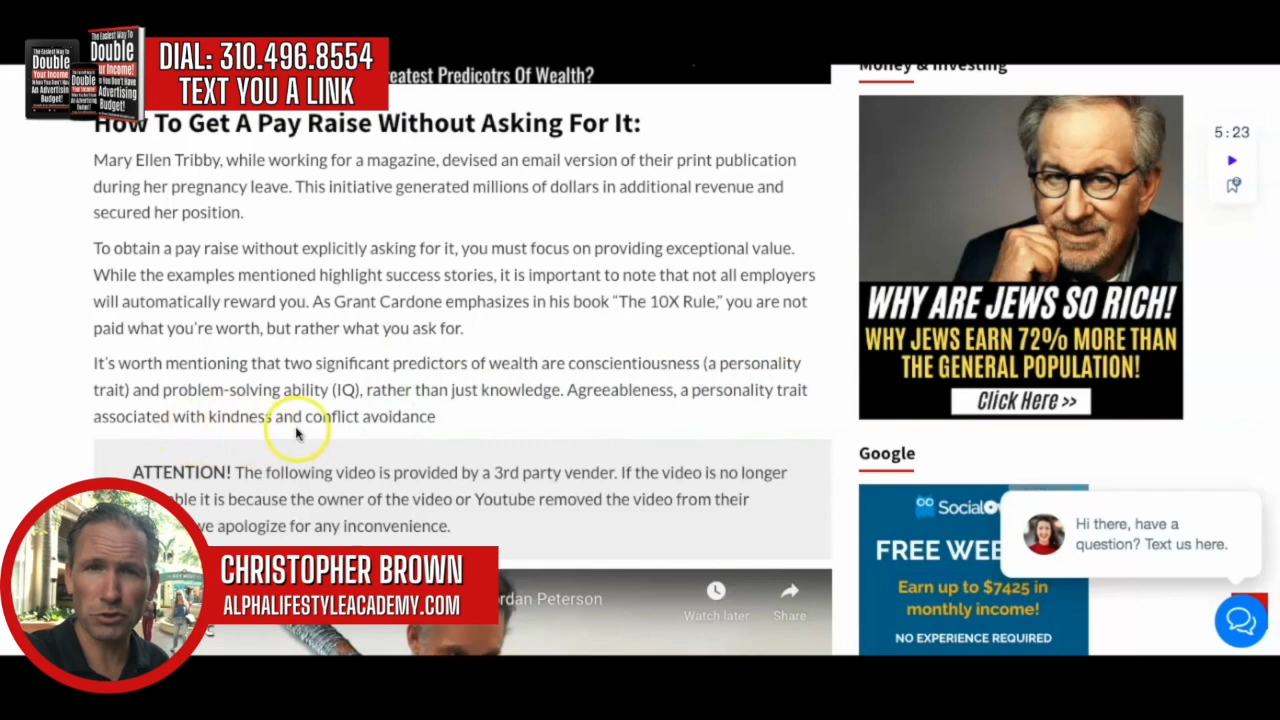 The Easiest Way To
Double
Your Income!
When You Don't Have
An Advertising
Budget!
DIAL: 310.496.8554
TEXT YOU A LINK
reatest Predicotrs Of Wealth?
How To Get A Pay Raise Without Asking For It:
Mary Ellen Tribby, while working for a magazine, devised an email version of their print publication
during her pregnancy leave. This initiative generated millions of dollars in additional revenue and
secured her position.
To obtain a pay raise without explicitly asking for it, you must focus on providing exceptional value.
While the examples mentioned highlight success stories, it is important to note that not all employers
will automatically reward you. As Grant Cardone emphasizes in his book “The 10X Rule,” you are not
paid what you’re worth, but rather what you ask for.
It’s worth mentioning that two significant predictors of wealth are conscientiousness (a personality
trait) and problem-solving ability (IQ), rather than just knowledge. Agreeableness, a personality trait
associated with kindness and conflict avoidance
ATTENTION! The following video is provided by a 3rd party vender. If the video is no longer
able it is because the owner of the video or Youtube removed the video from their
we apologize for any inconvenience.
rdan Peterson
Watch later
Share
CHRISTOPHER BROWN
ALPHALIFESTYLEACADEMY.COM
Money & Investing
WHY ARE JEWS SO RICH!
WHY JEWS EARN 72% MORE THAN
THE GENERAL POPULATION!
Click Here >>
5:23
Google
Social
FREE WE
Earn up to $7425 in
monthly income!
NO EXPERIENCE REQUIRED
Hi there, have a
question? Text us here.